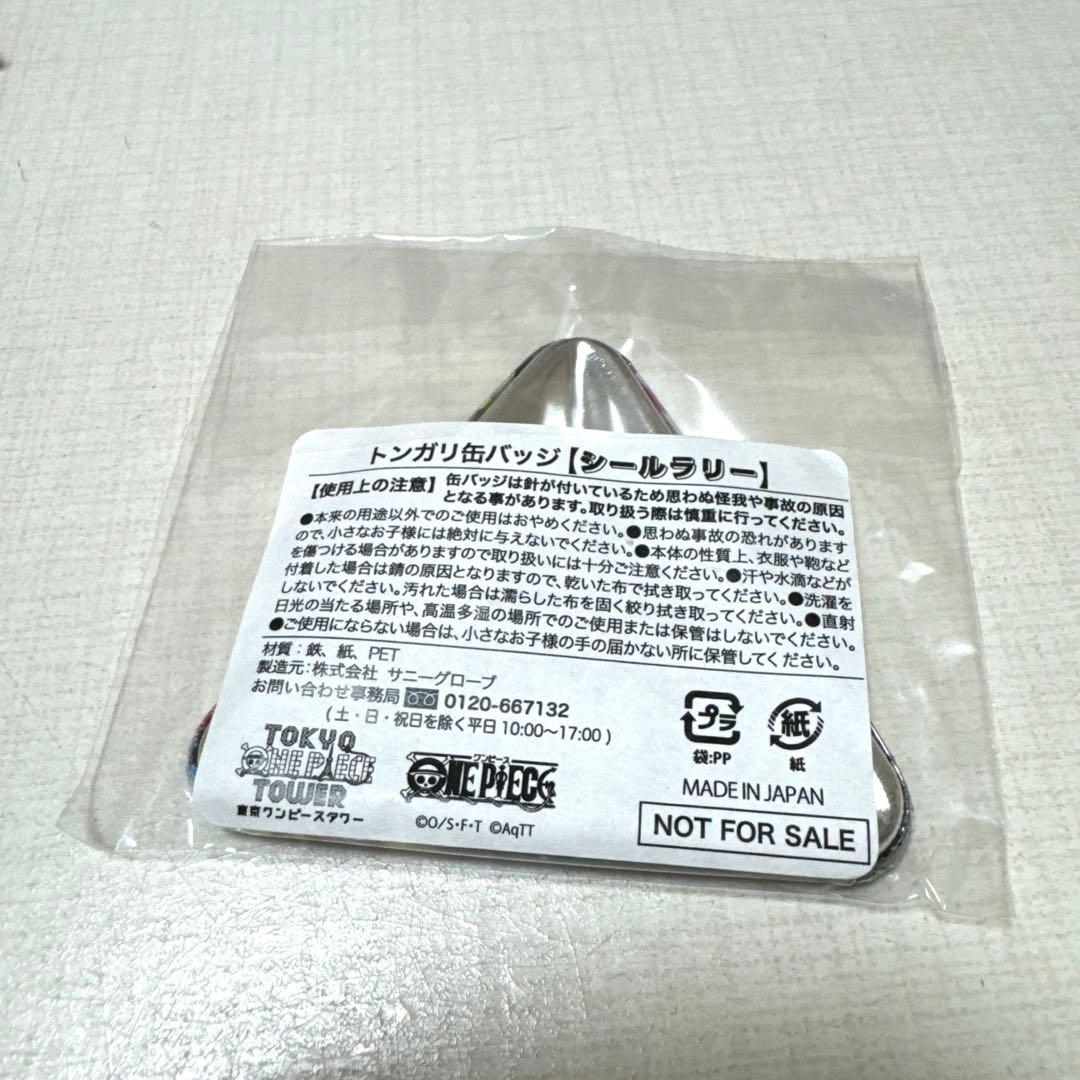 トンガリ缶バッジ【シールラリー】
【使用上の注意】缶バッジは針が付いているため思わぬ怪我や事故の原因
となる事があります。取り扱う際は慎重に行ってください。
●本来の用途以外でのご使用はおやめください。●思わぬ事故の恐れがあります
ので、小さなお子様には絶対に与えないでください。●本体の性質上、衣服や鞄など
を傷つける場合がありますので取り扱いには十分ご注意ください。●汗や水滴などが
付着した場合は錆の原因となりますので、乾いた布で拭き取ってください。●洗濯を
しないでください。汚れた場合は濡らした布を固く絞り拭き取ってください。●直射
日光の当たる場所や、高温多湿の場所でのご使用または保管はしないでください。
●ご使用にならない場合は、小さなお子様の手の届かない所に保管してください。
材質：鉄、紙、PET
製造元：株式会社 サニーグローブ
お問い合わせ事務局 0120-667132
(土・日・祝日を除く平日 10:00〜17:00)
TOKYO
ONE PIECE
TOWER
東京ワンピースタワー
ワンピース
ONE PIECE
©O/S・F・T ©AqTT
プラ
袋:PP
紙
紙
MADE IN JAPAN
NOT FOR SALE